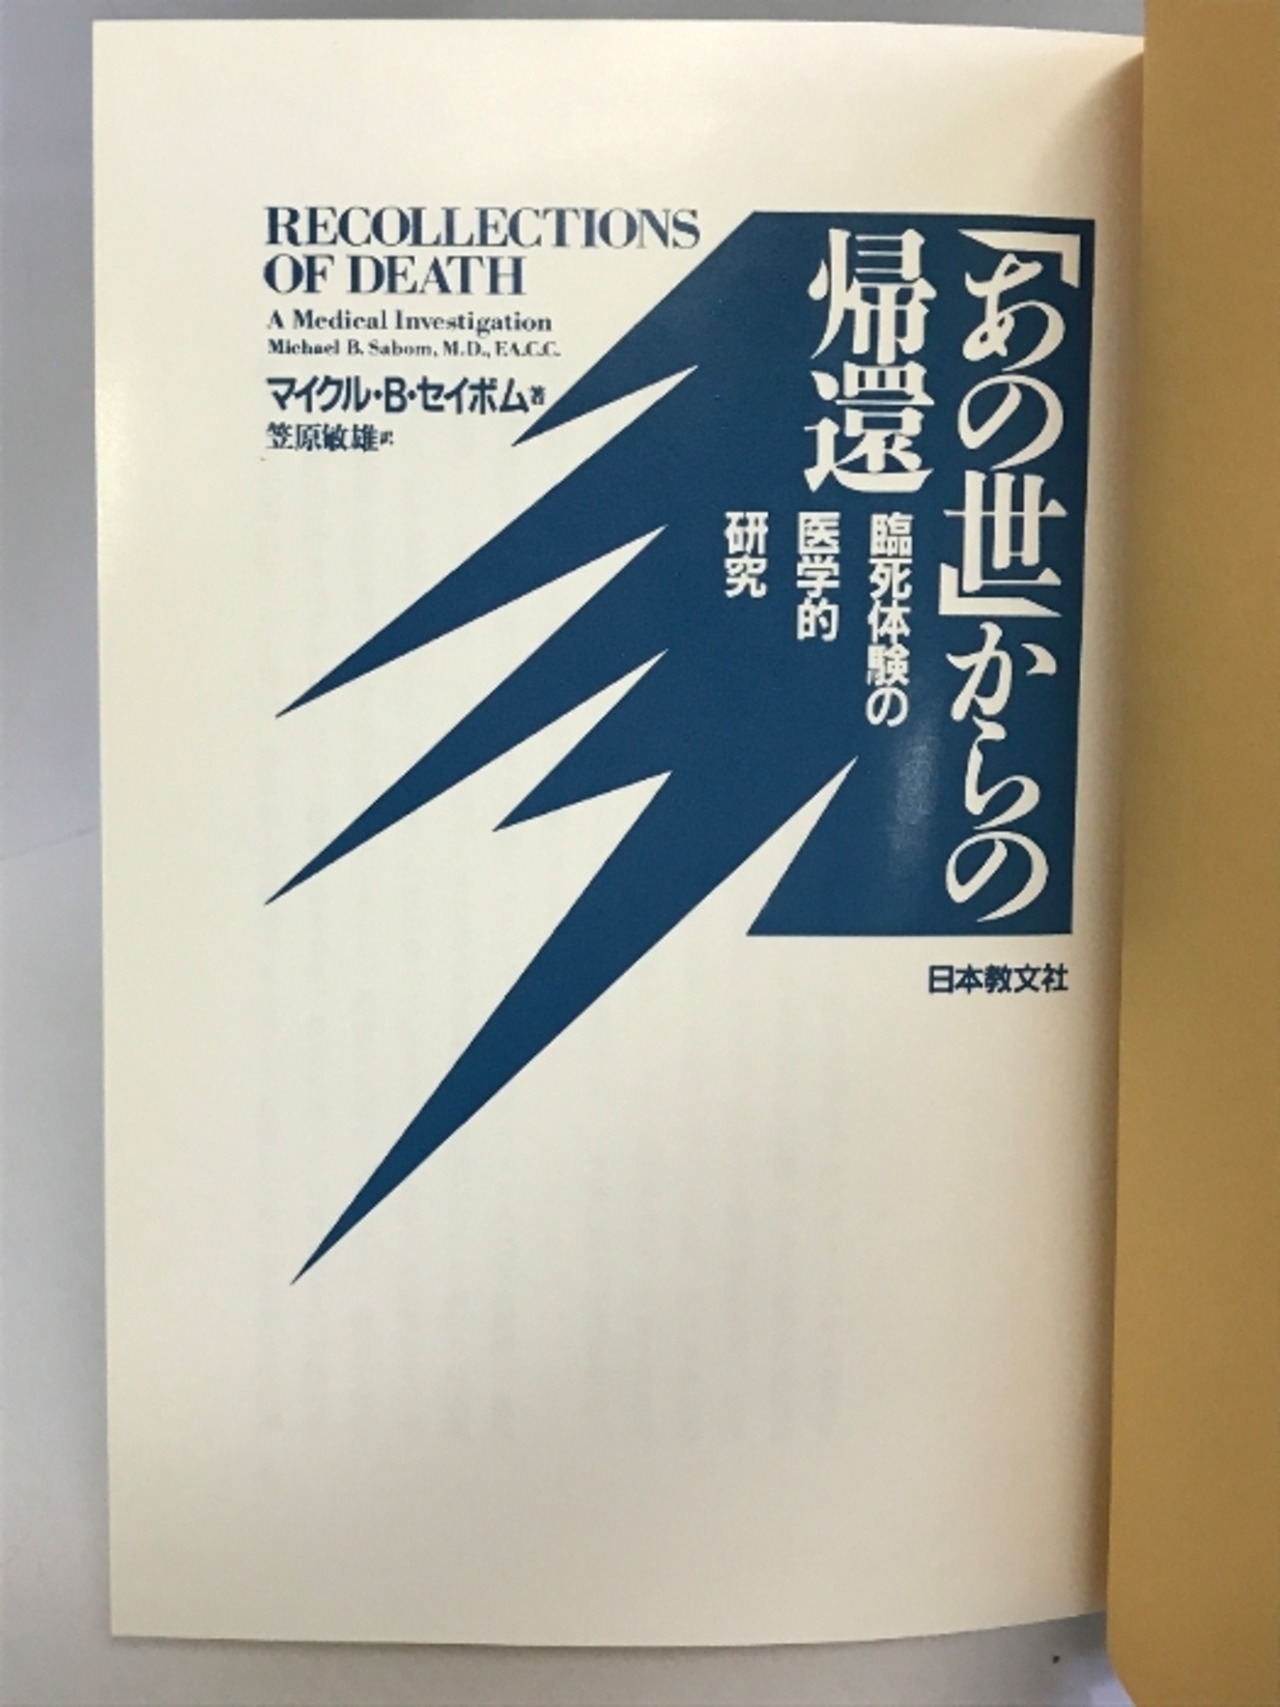 「あの世」からの
帰還
臨死体験の
医学的
研究
RECOLLECTIONS
OF DEATH
A Medical Investigation
Michael B. Sabom, M.D., F.A.C.C.
マイクル・B・セイボム著
笠原敏雄訳
日本教文社